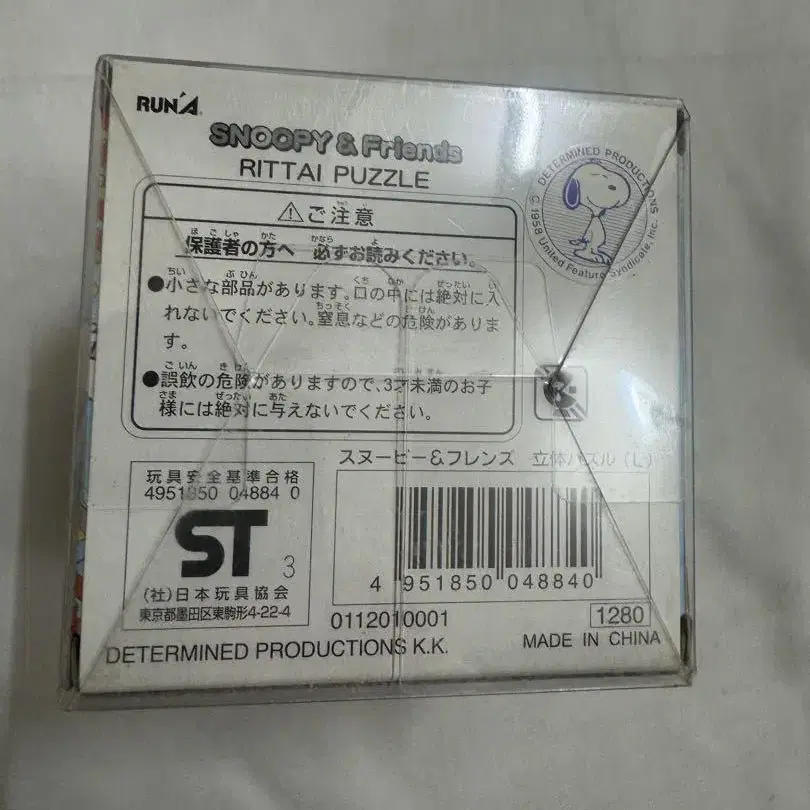 RUN'A
SNOOPY & Friends
RITTAI PUZZLE
DETERMINED PRODUCTIONS
© 1958 United Feature Syndicate, Inc.
⚠ご注意
保護者の方へ 必ずお読みください。
●小さな部品があります。口の中には絶対に入
れないでください。窒息などの危険がありま
す。
●誤飲の危険がありますので、3才未満のお子
様には絶対に与えないでください。
スヌーピー&フレンズ 立体パズル(L)
玩具安全基準合格
4951850 04884 0
ST 3
(社)日本玩具協会
東京都墨田区東駒形4-22-4
4 951850 048840
0112010001
1280
DETERMINED PRODUCTIONS K.K.
MADE IN CHINA